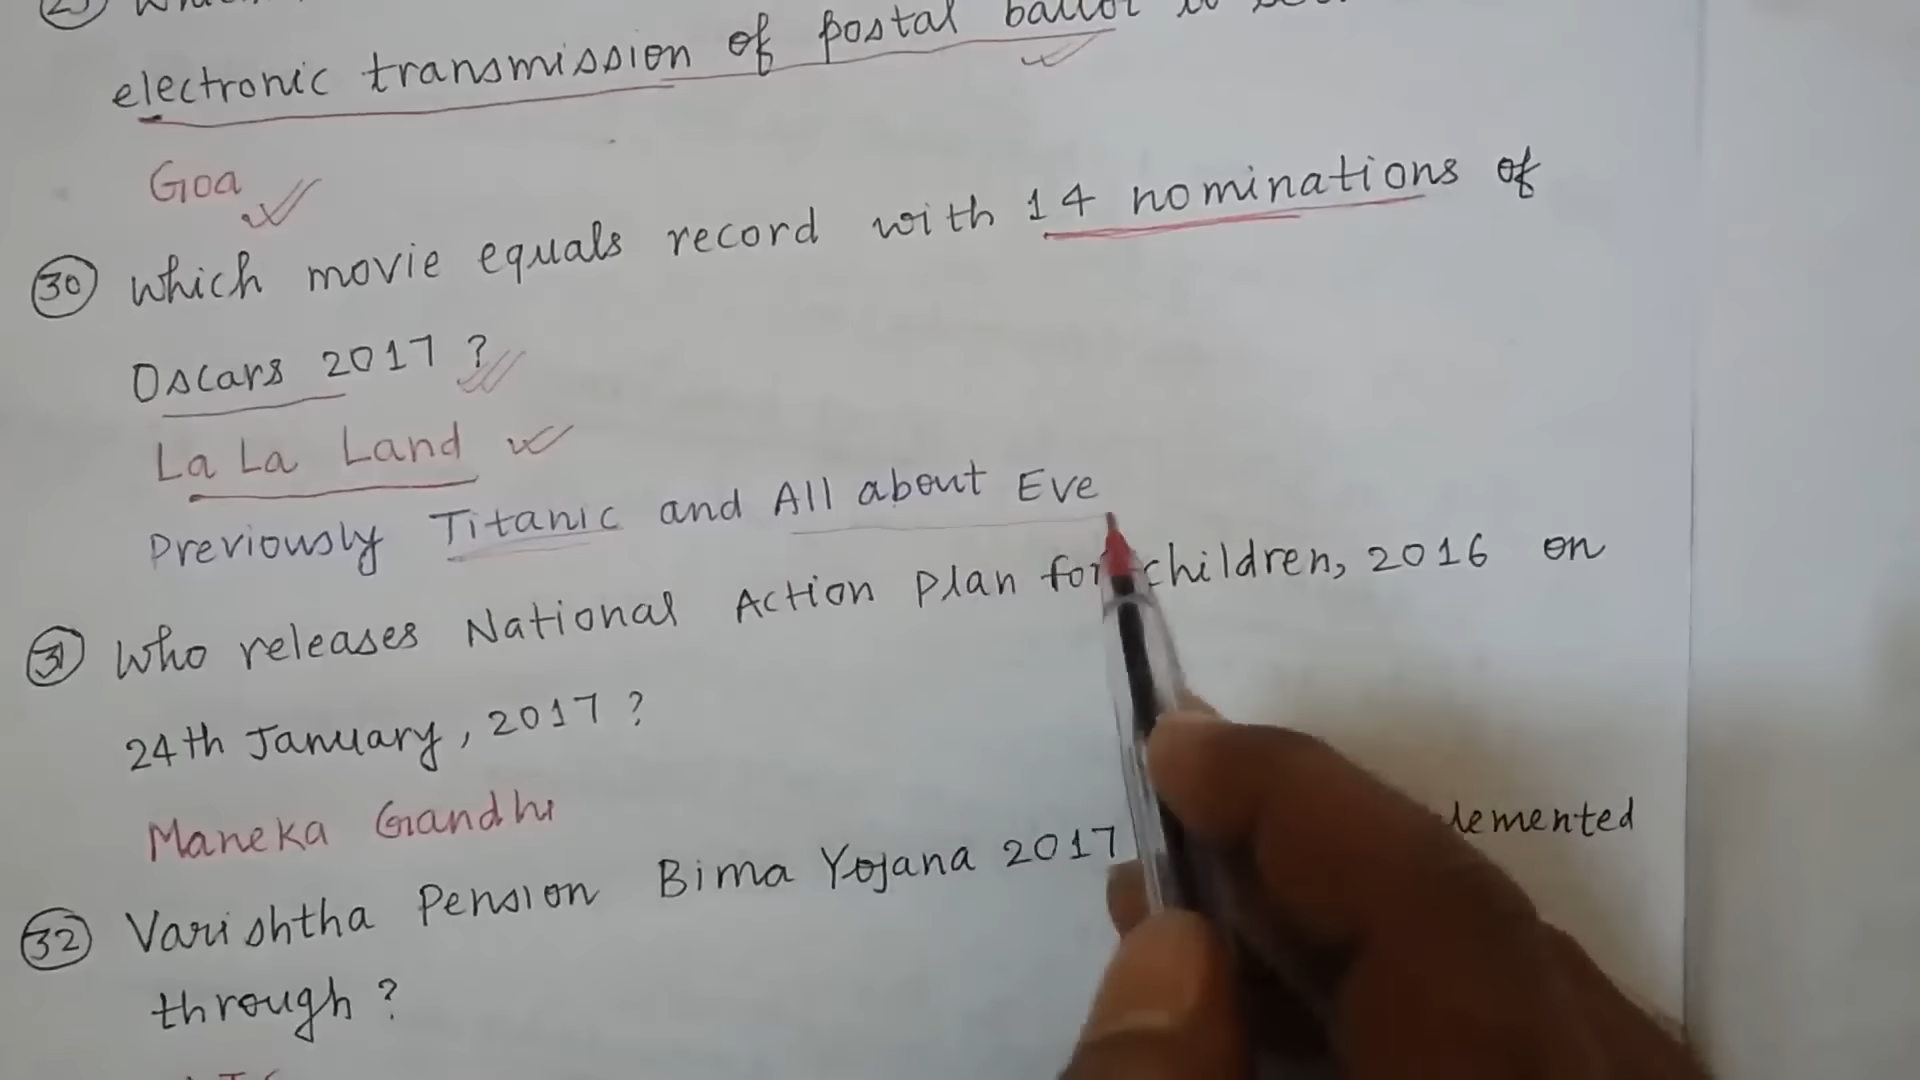 electronic transmission of postal ballot
Goa
30 which movie equals record with 14 nominations of
Oscars 2017 ?
La La Land
Previously Titanic and All about Eve
31 Who releases National Action Plan for children, 2016 on
24th January, 2017 ?
Maneka Gandhi
32 Varishtha Pension Bima Yojana 2017
through ?